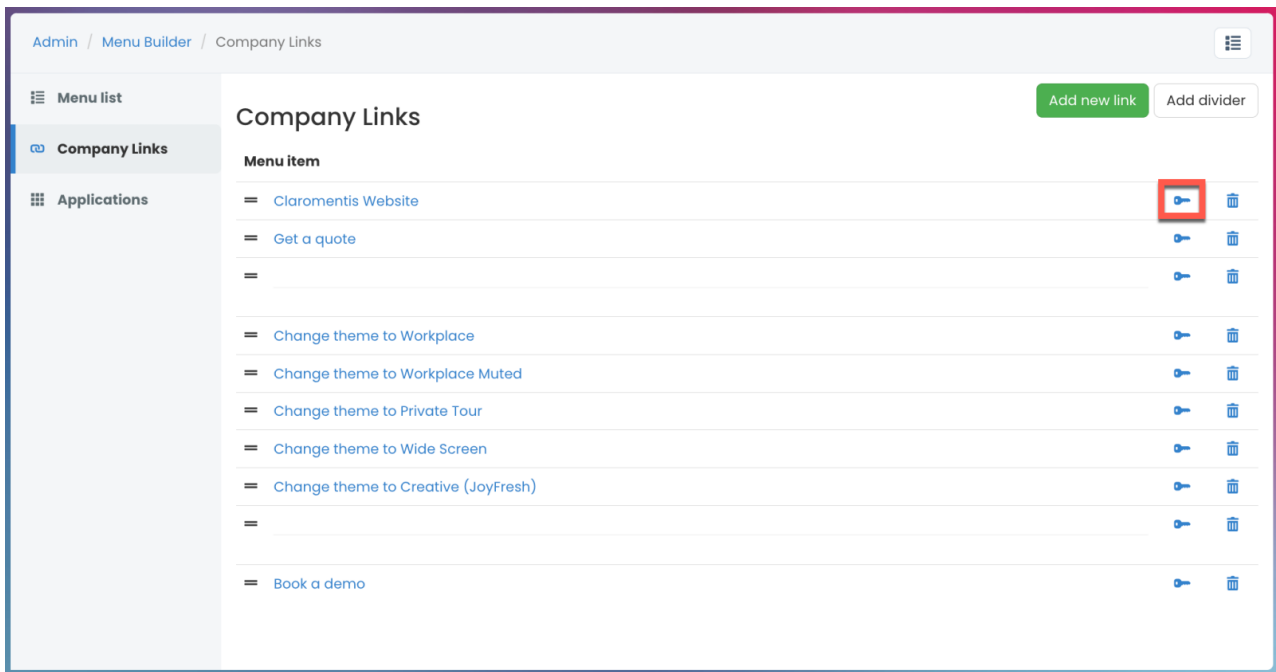 Admin / Menu Builder / Company Links
Menu list
Company Links
Applications
Company Links
Add new link
Add divider
Menu item
Claromentis Website
Get a quote
Change theme to Workplace
Change theme to Workplace Muted
Change theme to Private Tour
Change theme to Wide Screen
Change theme to Creative (JoyFresh)
Book a demo